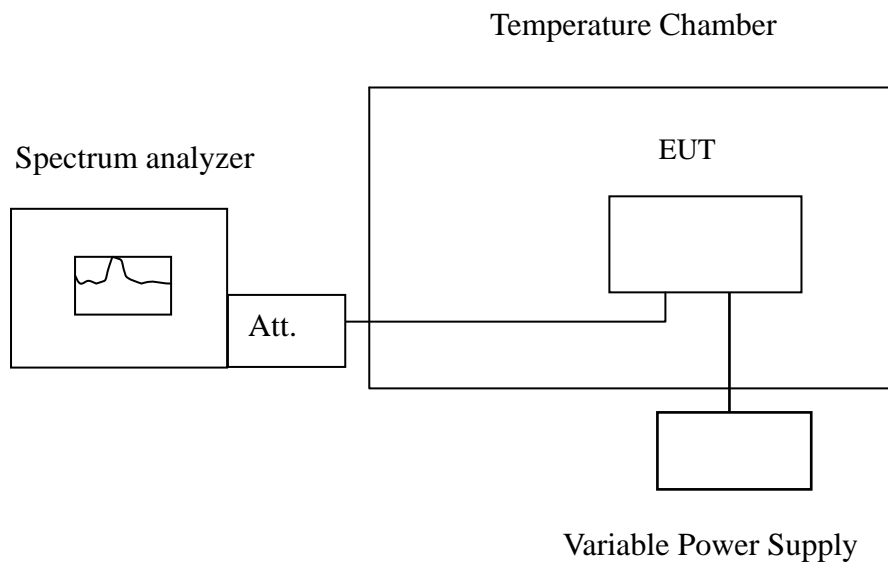 Temperature Chamber
Spectrum analyzer
EUT
Att.
Variable Power Supply